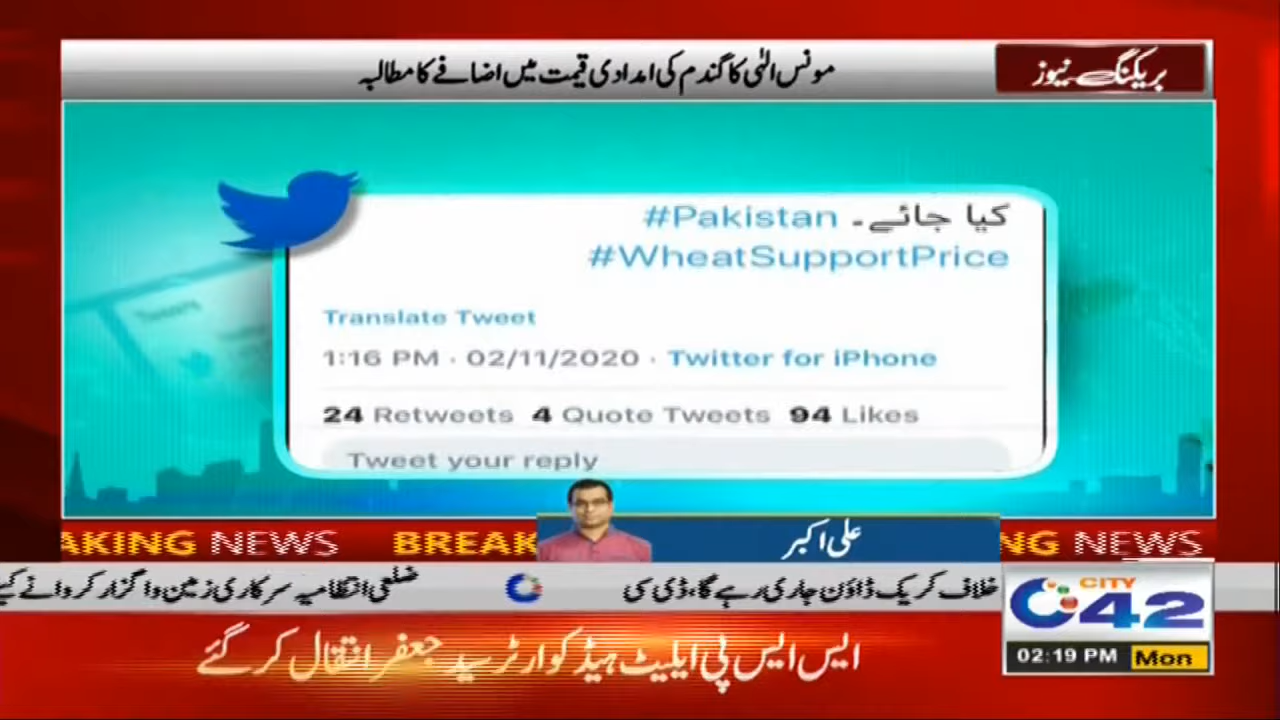 مونس الٰہی کا گندم کی امدادی قیمت میں اضافے کا مطالبہ
بریکنگ نیوز
کیا جائے۔ #Pakistan
#WheatSupportPrice
Translate Tweet
1:16 PM · 02/11/2020 · Twitter for iPhone
24 Retweets 4 Quote Tweets 94 Likes
Tweet your reply
AKING NEWS BREAK
علی اکبر
NG NEWS
خلاف کریک ڈاؤن جاری رہے گا، ڈی سی
ضلعی انتظامیہ سرکاری زمین واگزار کروانے کیے
CITY
42
ایس ایس پی ایلیٹ ہیڈ کوارٹر سید جعفر انتقال کر گئے
02:19 PM Mon